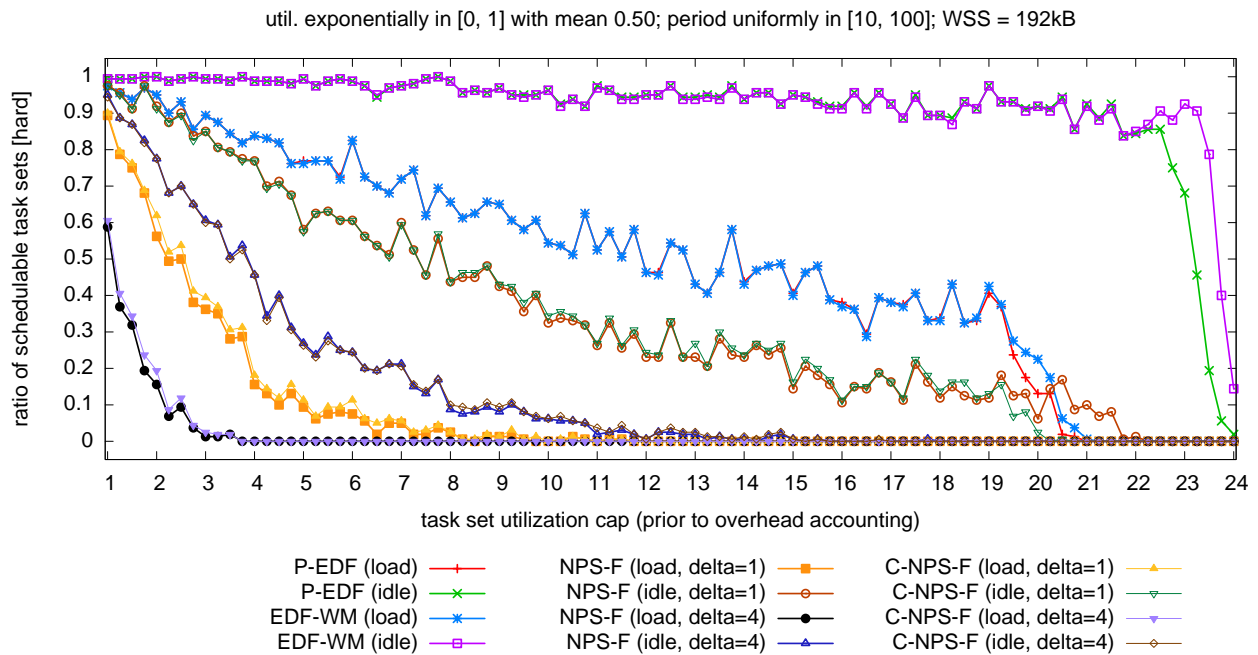 util. exponentially in [0, 1] with mean 0.50; period uniformly in [10, 100]; WSS = 192kB
ratio of schedulable task sets [hard]
1
0.9
0.8
0.7
0.6
0.5
0.4
0.3
0.2
0.1
0
1 2 3 4 5 6 7 8 9 10 11 12 13 14 15 16 17 18 19 20 21 22 23 24
task set utilization cap (prior to overhead accounting)
P-EDF (load) NPS-F (load, delta=1) C-NPS-F (load, delta=1)
P-EDF (idle) NPS-F (idle, delta=1) C-NPS-F (idle, delta=1)
EDF-WM (load) NPS-F (load, delta=4) C-NPS-F (load, delta=4)
EDF-WM (idle) NPS-F (idle, delta=4) C-NPS-F (idle, delta=4)